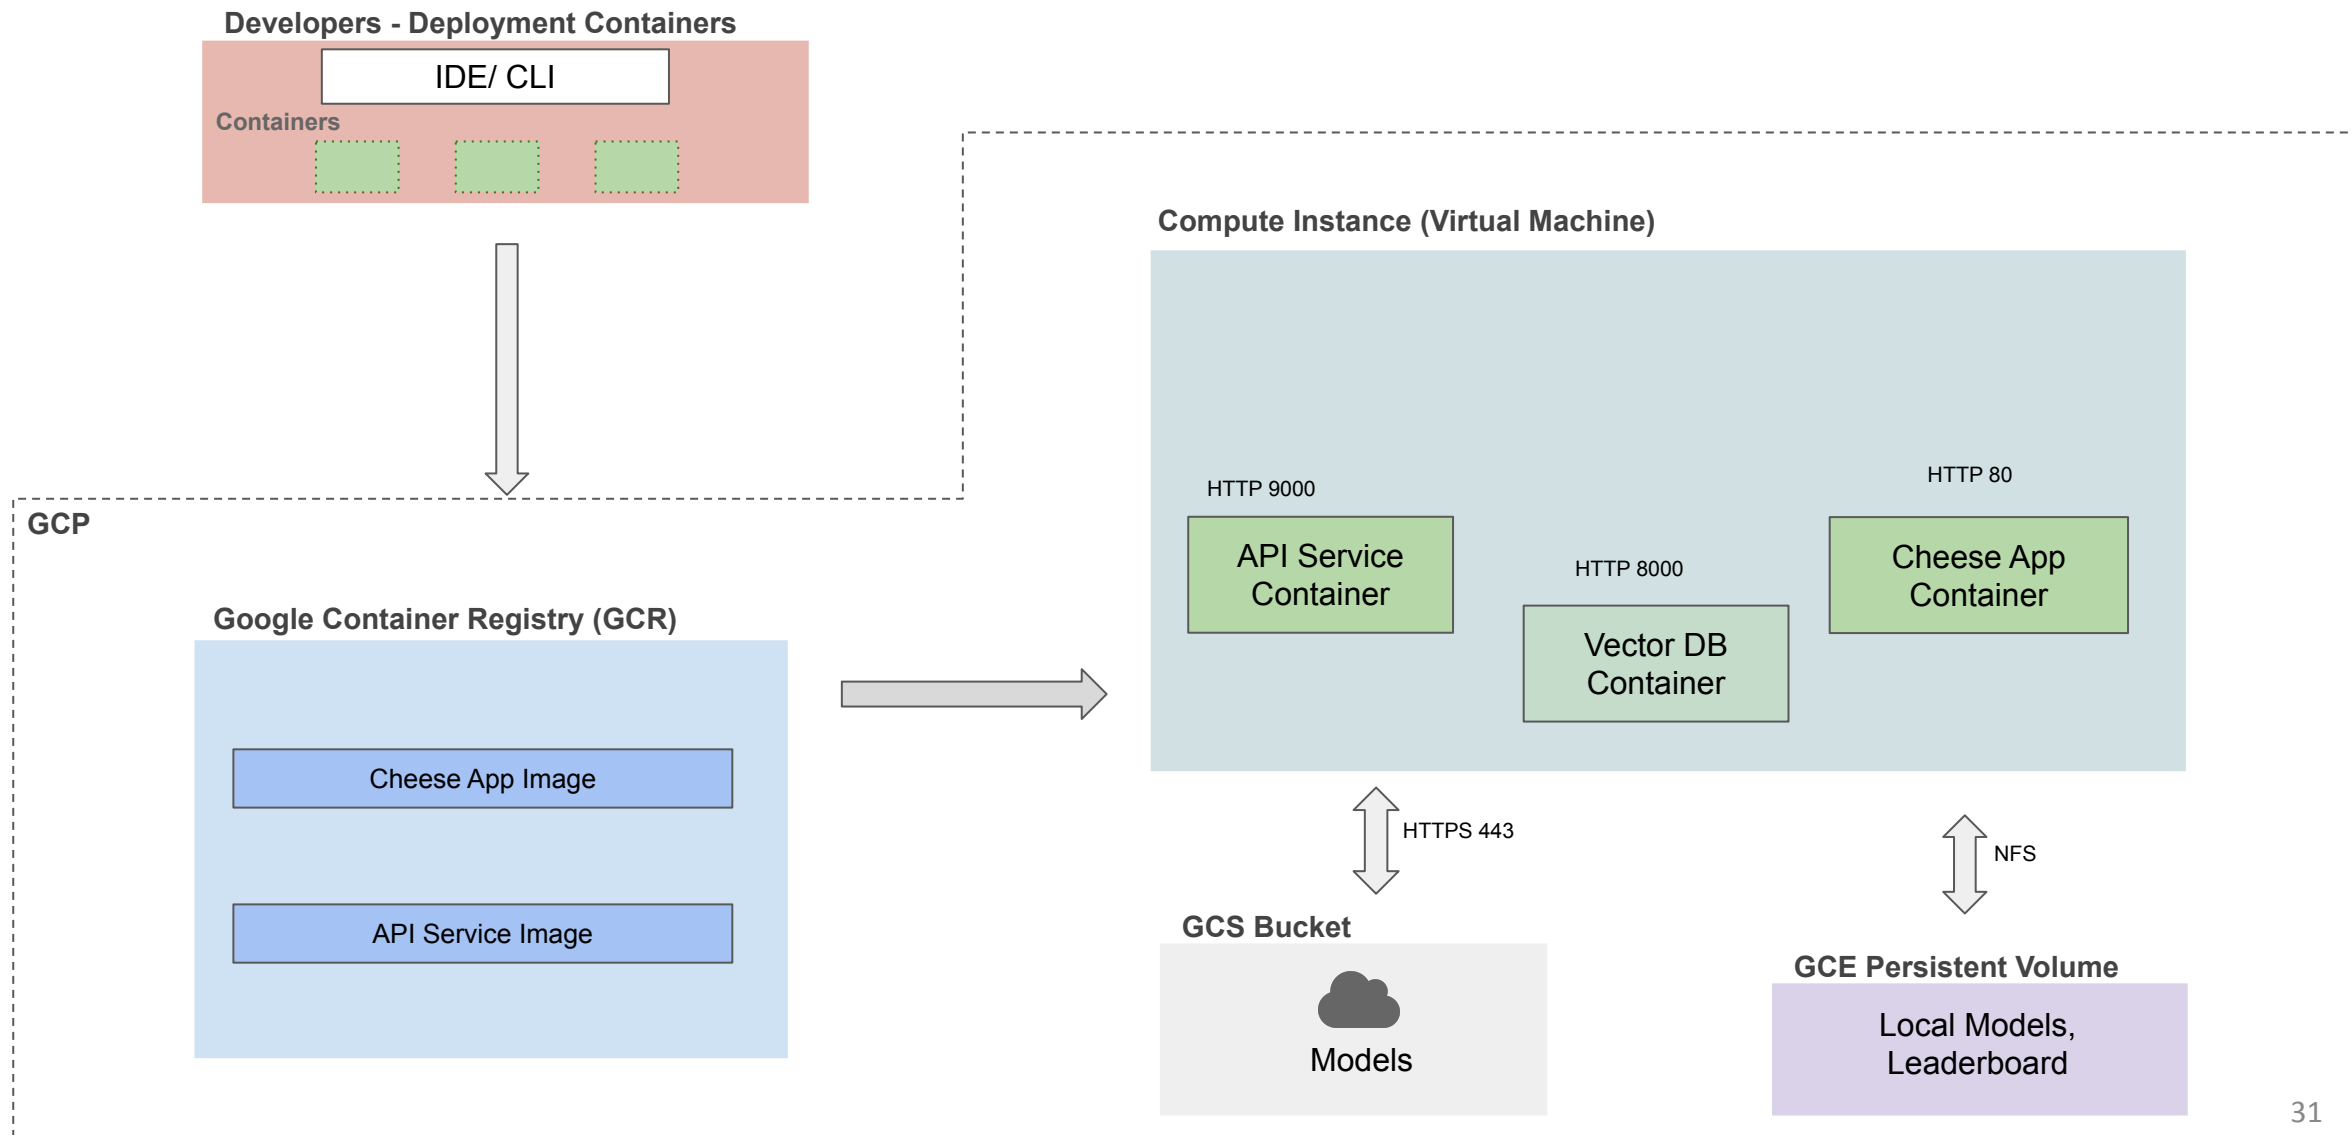 Developers - Deployment Containers
IDE/ CLI
Containers
Compute Instance (Virtual Machine)
HTTP 9000
HTTP 80
API Service
Container
HTTP 8000
Cheese App
Container
Vector DB
Container
GCP
Google Container Registry (GCR)
Cheese App Image
API Service Image
HTTPS 443
NFS
GCS Bucket
Models
GCE Persistent Volume
Local Models,
Leaderboard
31